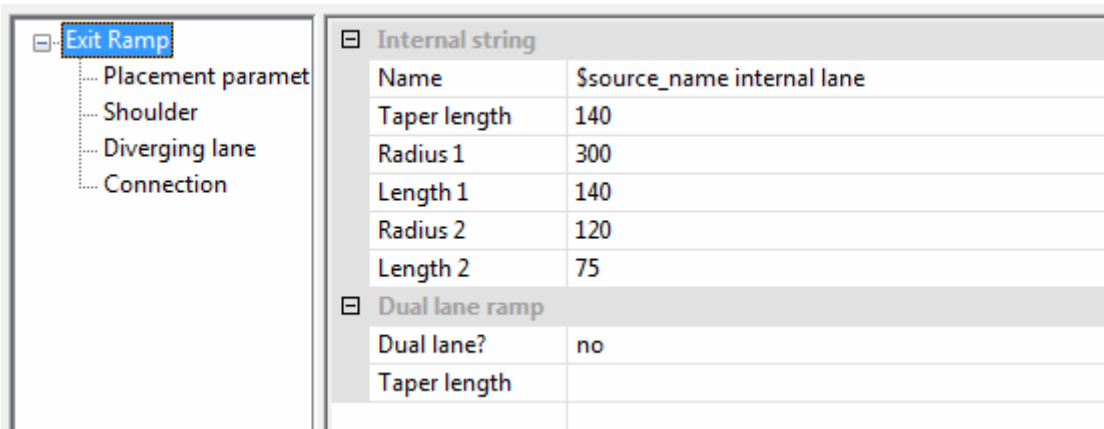 Exit Ramp
Placement paramet
Shoulder
Diverging lane
Connection
Internal string
Name $source_name internal lane
Taper length 140
Radius 1 300
Length 1 140
Radius 2 120
Length 2 75
Dual lane ramp
Dual lane? no
Taper length